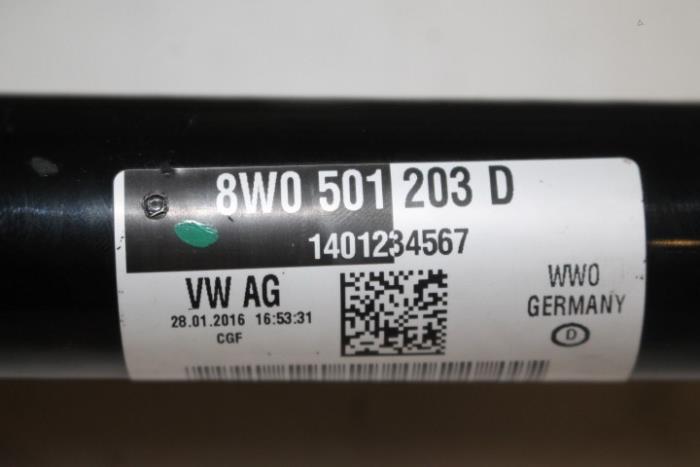 8W0 501 203 D
1401234567
VW AG
28.01.2016 16:53:31
CGF
WWO
GERMANY
D